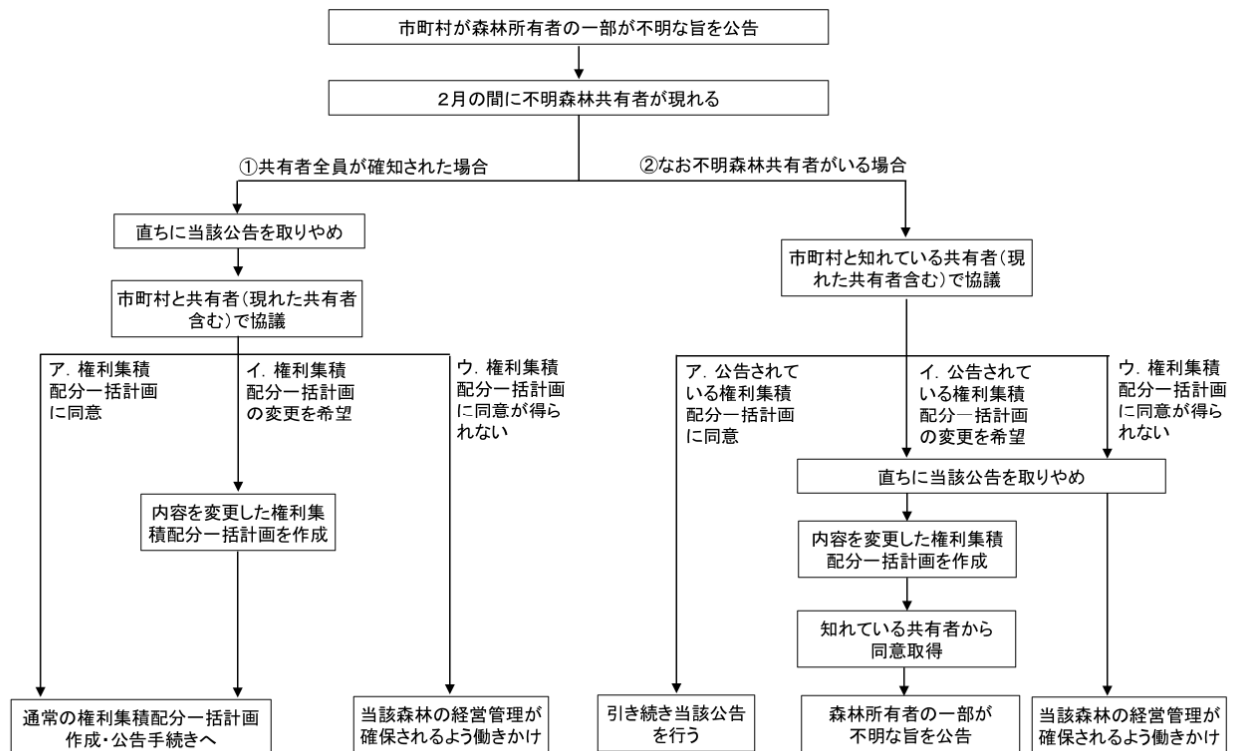 市町村が森林所有者の一部が不明な旨を公告
２月の間に不明森林共有者が現れる
①共有者全員が確知された場合
②なお不明森林共有者がいる場合
直ちに当該公告を取りやめ
市町村と共有者（現れた共有者
含む）で協議
ア．権利集積
配分一括計画
に同意
イ．権利集積
配分一括計画
の変更を希望
ウ．権利集積
配分一括計画
に同意が得ら
れない
内容を変更した権利集
積配分一括計画を作成
通常の権利集積配分一括計画
作成・公告手続きへ
当該森林の経営管理が
確保されるよう働きかけ
市町村と知れている共有者（現
れた共有者含む）で協議
ア．公告されて
いる権利集積
配分一括計画
に同意
イ．公告されて
いる権利集積
配分一括計画
の変更を希望
ウ．権利集積
配分一括計画
に同意が得ら
れない
直ちに当該公告を取りやめ
内容を変更した権利集積
配分一括計画を作成
知れている共有者から
同意取得
引き続き当該公告
を行う
森林所有者の一部が
不明な旨を公告
当該森林の経営管理が
確保されるよう働きかけ